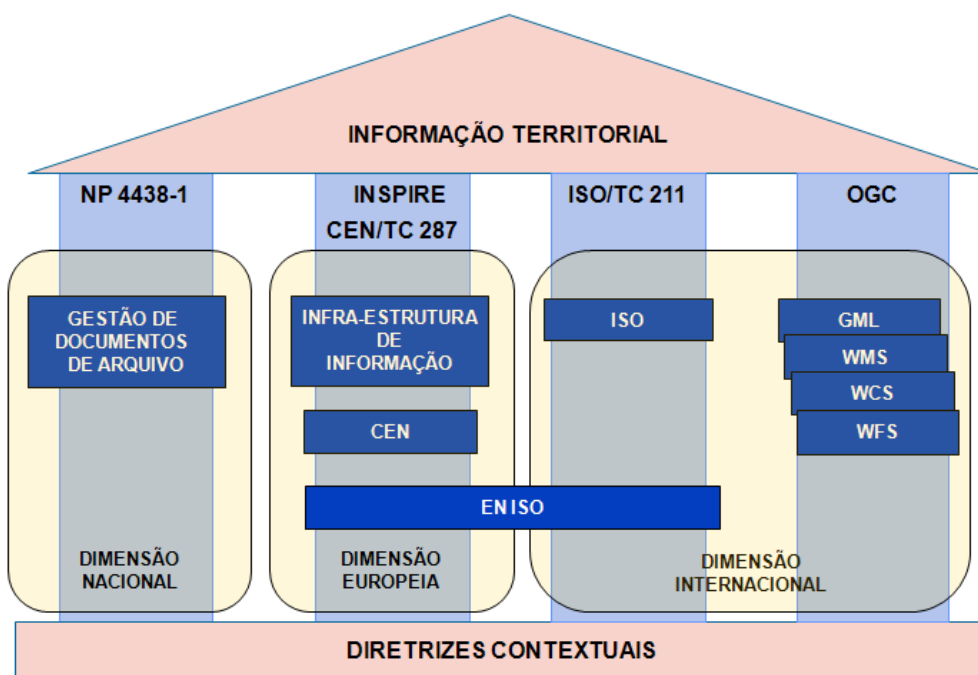 INFORMAÇÃO TERRITORIAL
NP 4438-1
INSPIRE
CEN/TC 287
ISO/TC 211
OGC
GESTÃO DE
DOCUMENTOS
DE ARQUIVO
INFRA-ESTRUTURA
DE
INFORMAÇÃO
CEN
ISO
GML
WMS
WCS
WFS
EN ISO
DIMENSÃO
NACIONAL
DIMENSÃO
EUROPEIA
DIMENSÃO
INTERNACIONAL
DIRETRIZES CONTEXTUAIS